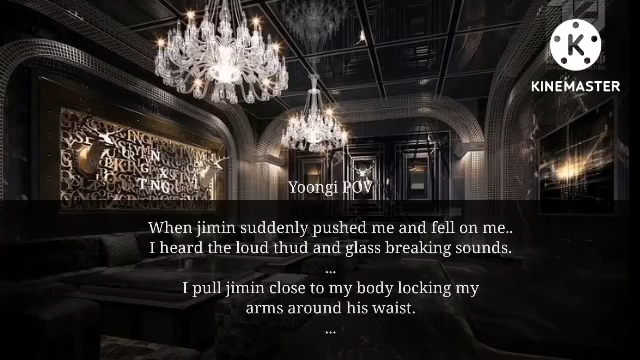 KINEMASTER
Yoongi POV
When jimin suddenly pushed me and fell on me..
I heard the loud thud and glass breaking sounds.
...
I pull jimin close to my body locking my
arms around his waist.
...